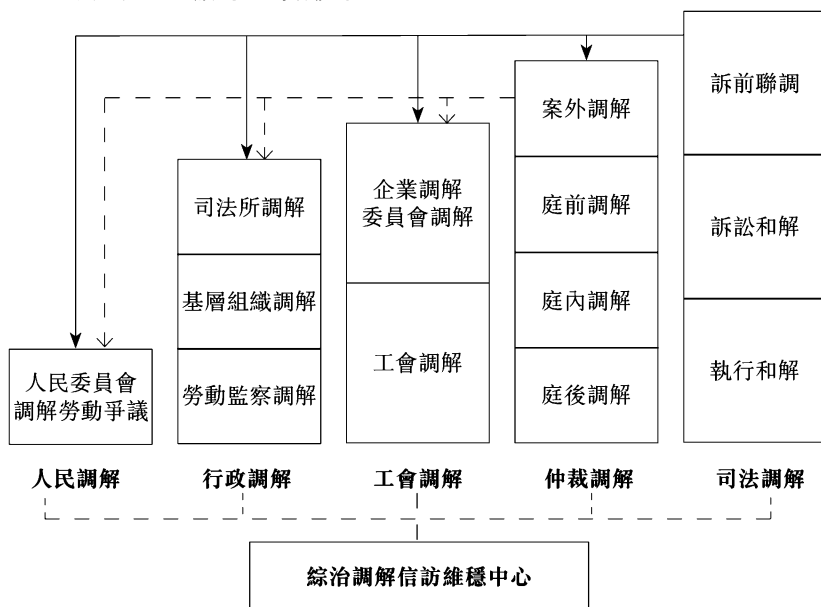 訴前聯調
案外調解
企業調解
委員會調解
司法所調解
庭前調解
訴訟和解
基層組織調解
庭內調解
人民委員會
調解勞動爭議
勞動監察調解
工會調解
庭後調解
執行和解
人民調解
行政調解
工會調解
仲裁調解
司法調解
綜治調解信訪維穩中心